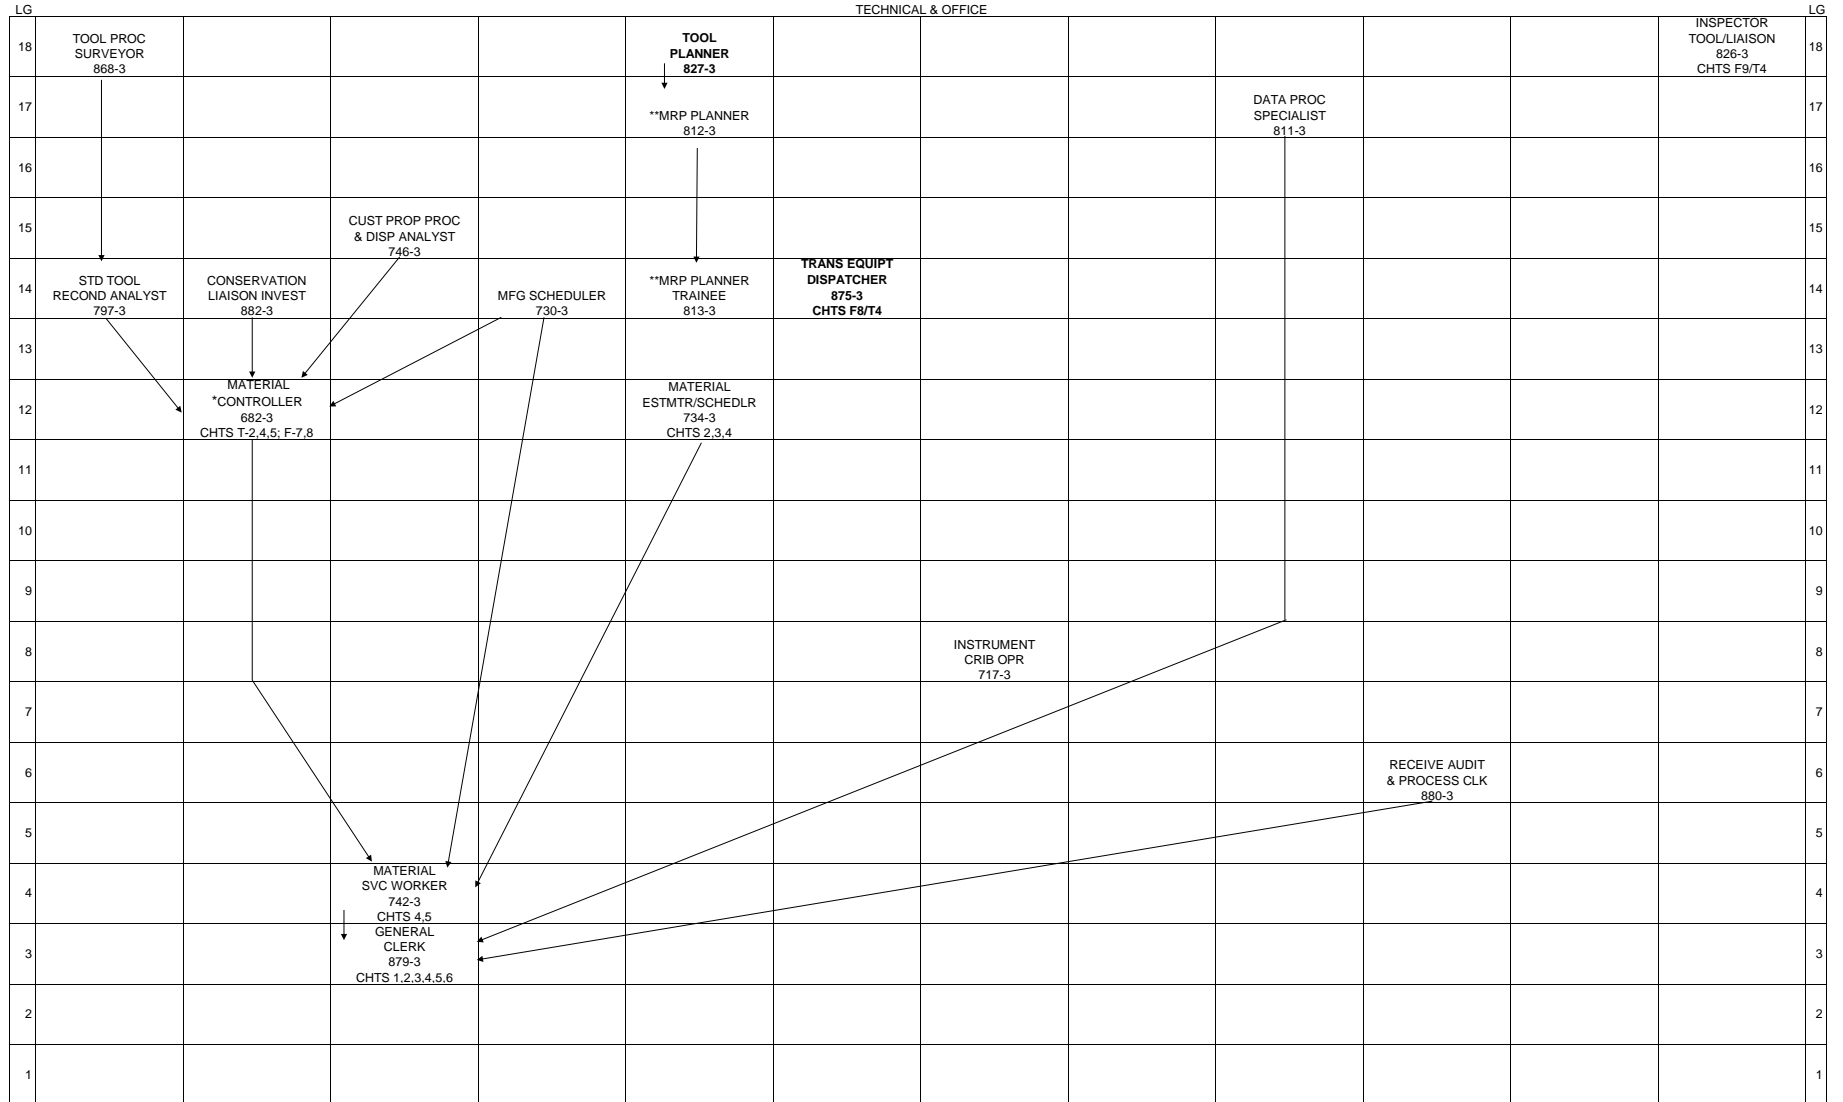 LG
TECHNICAL & OFFICE
LG
18
TOOL PROC
SURVEYOR
868-3
TOOL
PLANNER
827-3
INSPECTOR
TOOL/LIAISON
826-3
CHTS F9/T4
18
17
**MRP PLANNER
812-3
DATA PROC
SPECIALIST
811-3
17
16
16
15
CUST PROP PROC
& DISP ANALYST
746-3
15
14
STD TOOL
RECOND ANALYST
797-3
CONSERVATION
LIAISON INVEST
882-3
MFG SCHEDULER
730-3
**MRP PLANNER
TRAINEE
813-3
TRANS EQUIPT
DISPATCHER
875-3
CHTS F8/T4
14
13
13
12
MATERIAL
*CONTROLLER
682-3
CHTS T-2,4,5; F-7,8
MATERIAL
ESTMTR/SCHEDLR
734-3
CHTS 2,3,4
12
11
11
10
10
9
9
8
INSTRUMENT
CRIB OPR
717-3
8
7
7
6
RECEIVE AUDIT
& PROCESS CLK
880-3
6
5
5
4
MATERIAL
SVC WORKER
742-3
CHTS 4,5
4
3
GENERAL
CLERK
879-3
CHTS 1,2,3,4,5,6
3
2
2
1
1